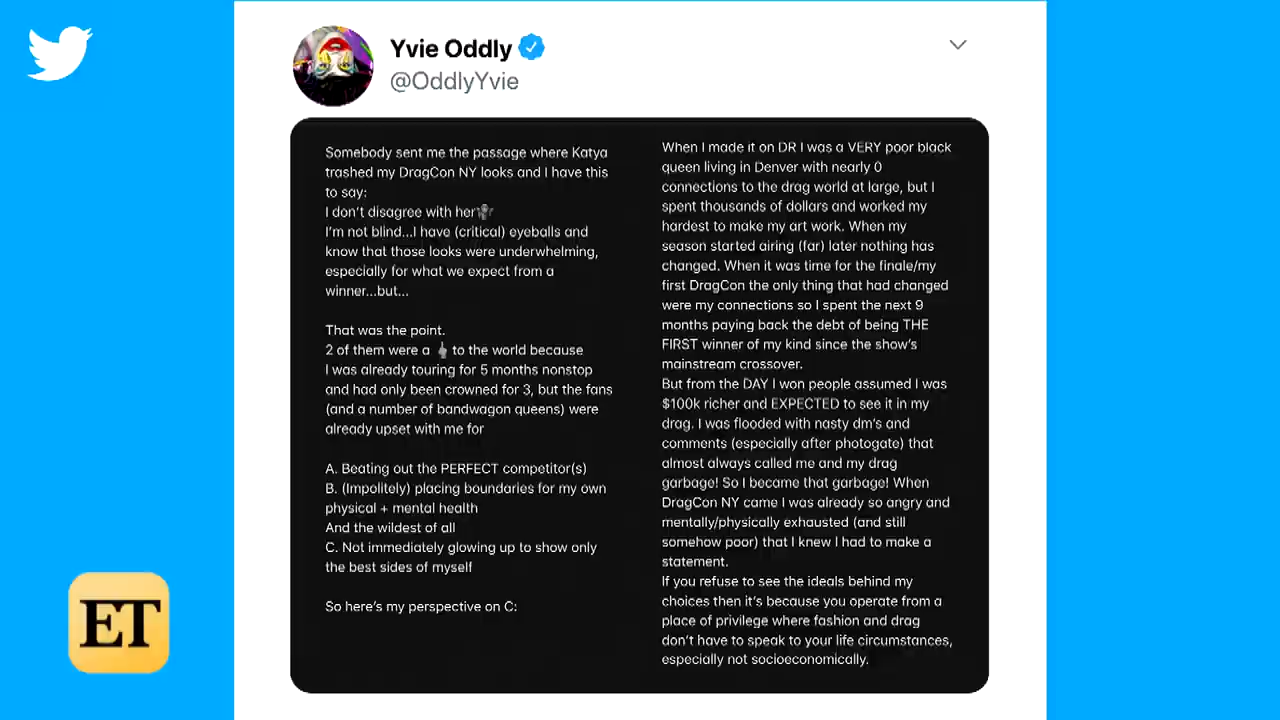 Yvie Oddly
@OddlyYvie
Somebody sent me the passage where Katya
trashed my DragCon NY looks and I have this
to say:
I don't disagree with her🤷🏿‍♀️
I'm not blind...I have (critical) eyeballs and
know that those looks were underwhelming,
especially for what we expect from a
winner...but...
That was the point.
2 of them were a 🖕🏿 to the world because
I was already touring for 5 months nonstop
and had only been crowned for 3, but the fans
(and a number of bandwagon queens) were
already upset with me for
A. Beating out the PERFECT competitor(s)
B. (Impolitely) placing boundaries for my own
physical + mental health
And the wildest of all
C. Not immediately glowing up to show only
the best sides of myself
So here's my perspective on C:
When I made it on DR I was a VERY poor black
queen living in Denver with nearly 0
connections to the drag world at large, but I
spent thousands of dollars and worked my
hardest to make my art work. When my
season started airing (far) later nothing has
changed. When it was time for the finale/my
first DragCon the only thing that had changed
were my connections so I spent the next 9
months paying back the debt of being THE
FIRST winner of my kind since the show's
mainstream crossover.
But from the DAY I won people assumed I was
$100k richer and EXPECTED to see it in my
drag. I was flooded with nasty dm's and
comments (especially after photogate) that
almost always called me and my drag
garbage! So I became that garbage! When
DragCon NY came I was already so angry and
mentally/physically exhausted (and still
somehow poor) that I knew I had to make a
statement.
If you refuse to see the ideals behind my
choices then it's because you operate from a
place of privilege where fashion and drag
don't have to speak to your life circumstances,
especially not socioeconomically.
ET